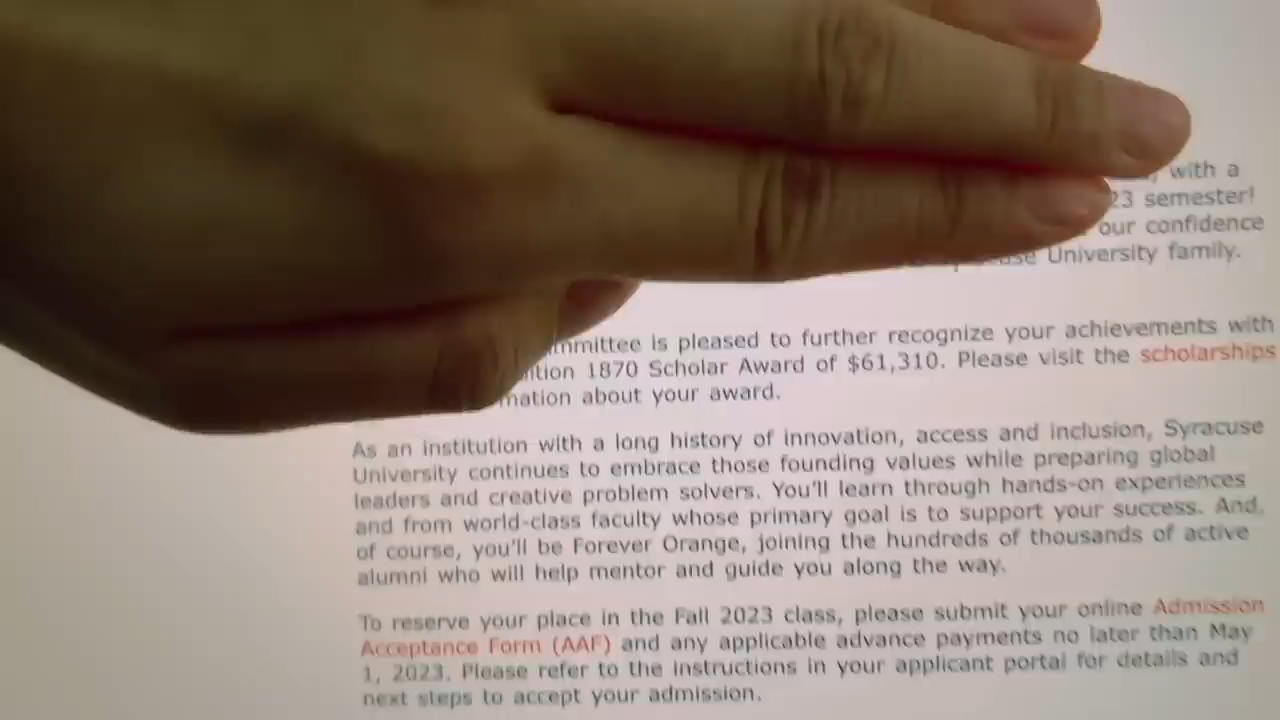 with a
23 semester!
our confidence
University family.
is pleased to further recognize your achievements with
1870 Scholar Award of $61,310. Please visit the scholarships
about your award.
As an institution with a long history of innovation, access and inclusion, Syracuse
University continues to embrace those founding values while preparing global
leaders and creative problem solvers. You'll learn through hands-on experiences
and from world-class faculty whose primary goal is to support your success. And,
of course, you'll be Forever Orange, joining the hundreds of thousands of active
alumni who will help mentor and guide you along the way.
To reserve your place in the Fall 2023 class, please submit your online Admission
Acceptance Form (AAF) and any applicable advance payments no later than May
1, 2023. Please refer to the instructions in your applicant portal for details and
next steps to accept your admission.